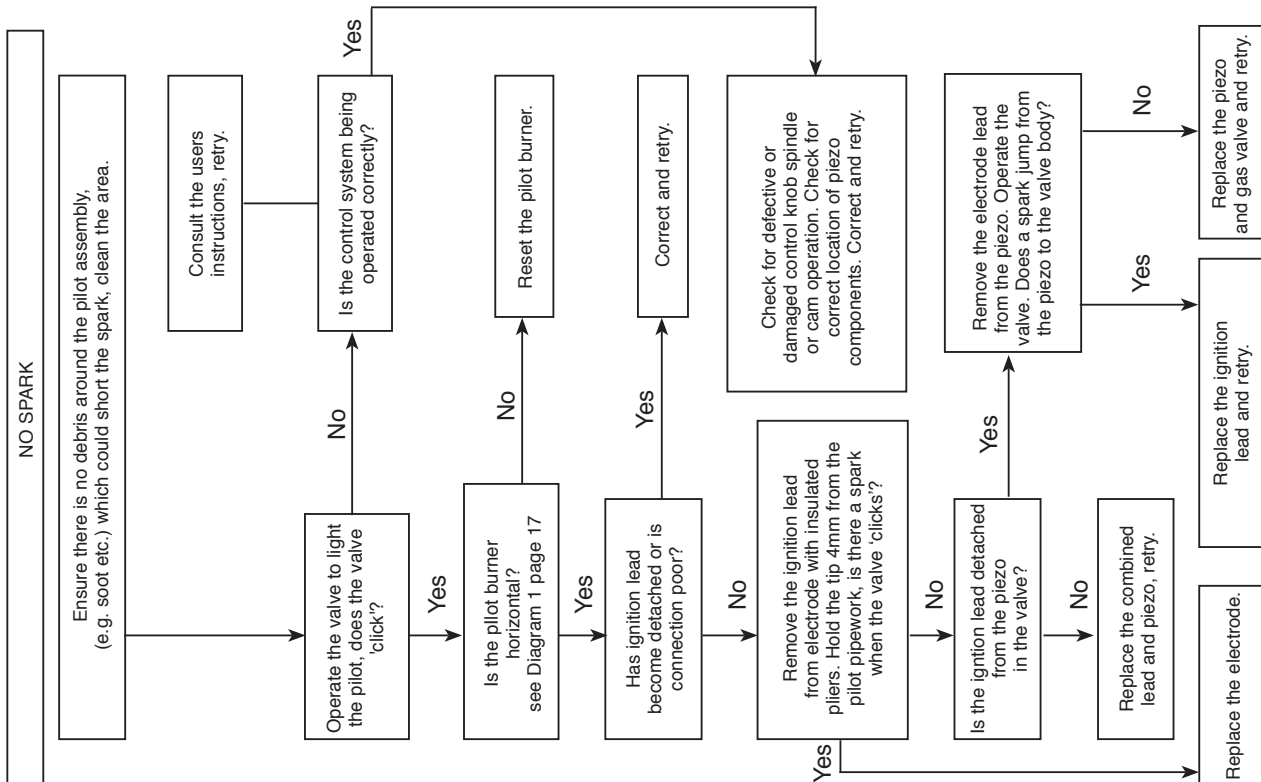 NO SPARK
Ensure there is no debris around the pilot assembly,
(e.g. soot etc.) which could short the spark, clean the area.
Consult the users
instructions, retry.
Operate the valve to light
the pilot, does the valve
'click'?
No
Is the control system being
operated correctly?
Yes
Yes
Is the pilot burner
horizontal?
see Diagram 1 page 17
No
Reset the pilot burner.
Yes
Has ignition lead
become detached or is
connection poor?
Yes
Correct and retry.
No
Remove the ignition lead
from electrode with insulated
pliers. Hold the tip 4mm from the
pilot pipework, is there a spark
when the valve 'clicks'?
Check for defective or
damaged control knob spindle
or cam operation. Check for
correct location of piezo
components. Correct and retry.
Yes
No
Is the ignition lead detached
from the piezo
in the valve?
Yes
Remove the electrode lead
from the piezo. Operate the
valve. Does a spark jump from
the piezo to the valve body?
No
Replace the combined
lead and piezo, retry.
Yes
No
Replace the electrode.
Replace the ignition
lead and retry.
Replace the piezo
and gas valve and retry.